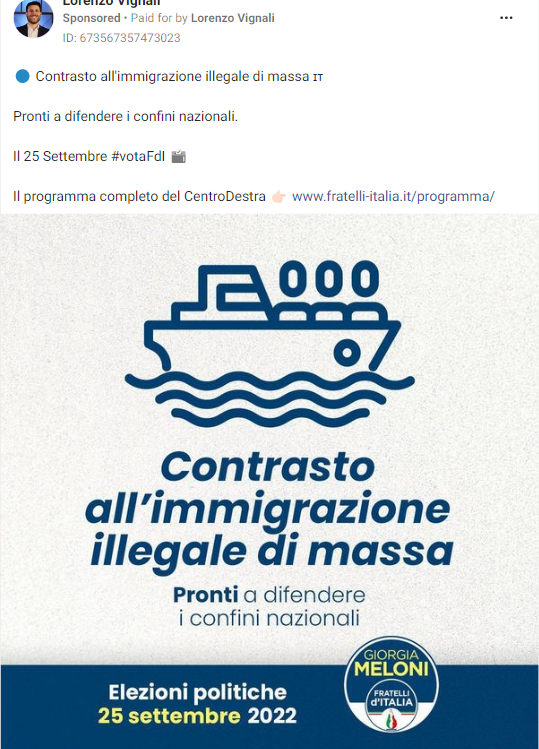 Lorenzo Vignali
Sponsored • Paid for by Lorenzo Vignali
ID: 673567357473023
🔵 Contrasto all'immigrazione illegale di massa IT
Pronti a difendere i confini nazionali.
Il 25 Settembre #votaFdI 🗳
Il programma completo del CentroDestra 👉🏻 www.fratelli-italia.it/programma/
Contrasto
all’immigrazione
illegale di massa
Pronti a difendere
i confini nazionali
GIORGIA
MELONI
FRATELLI
d'ITALIA
Elezioni politiche
25 settembre 2022